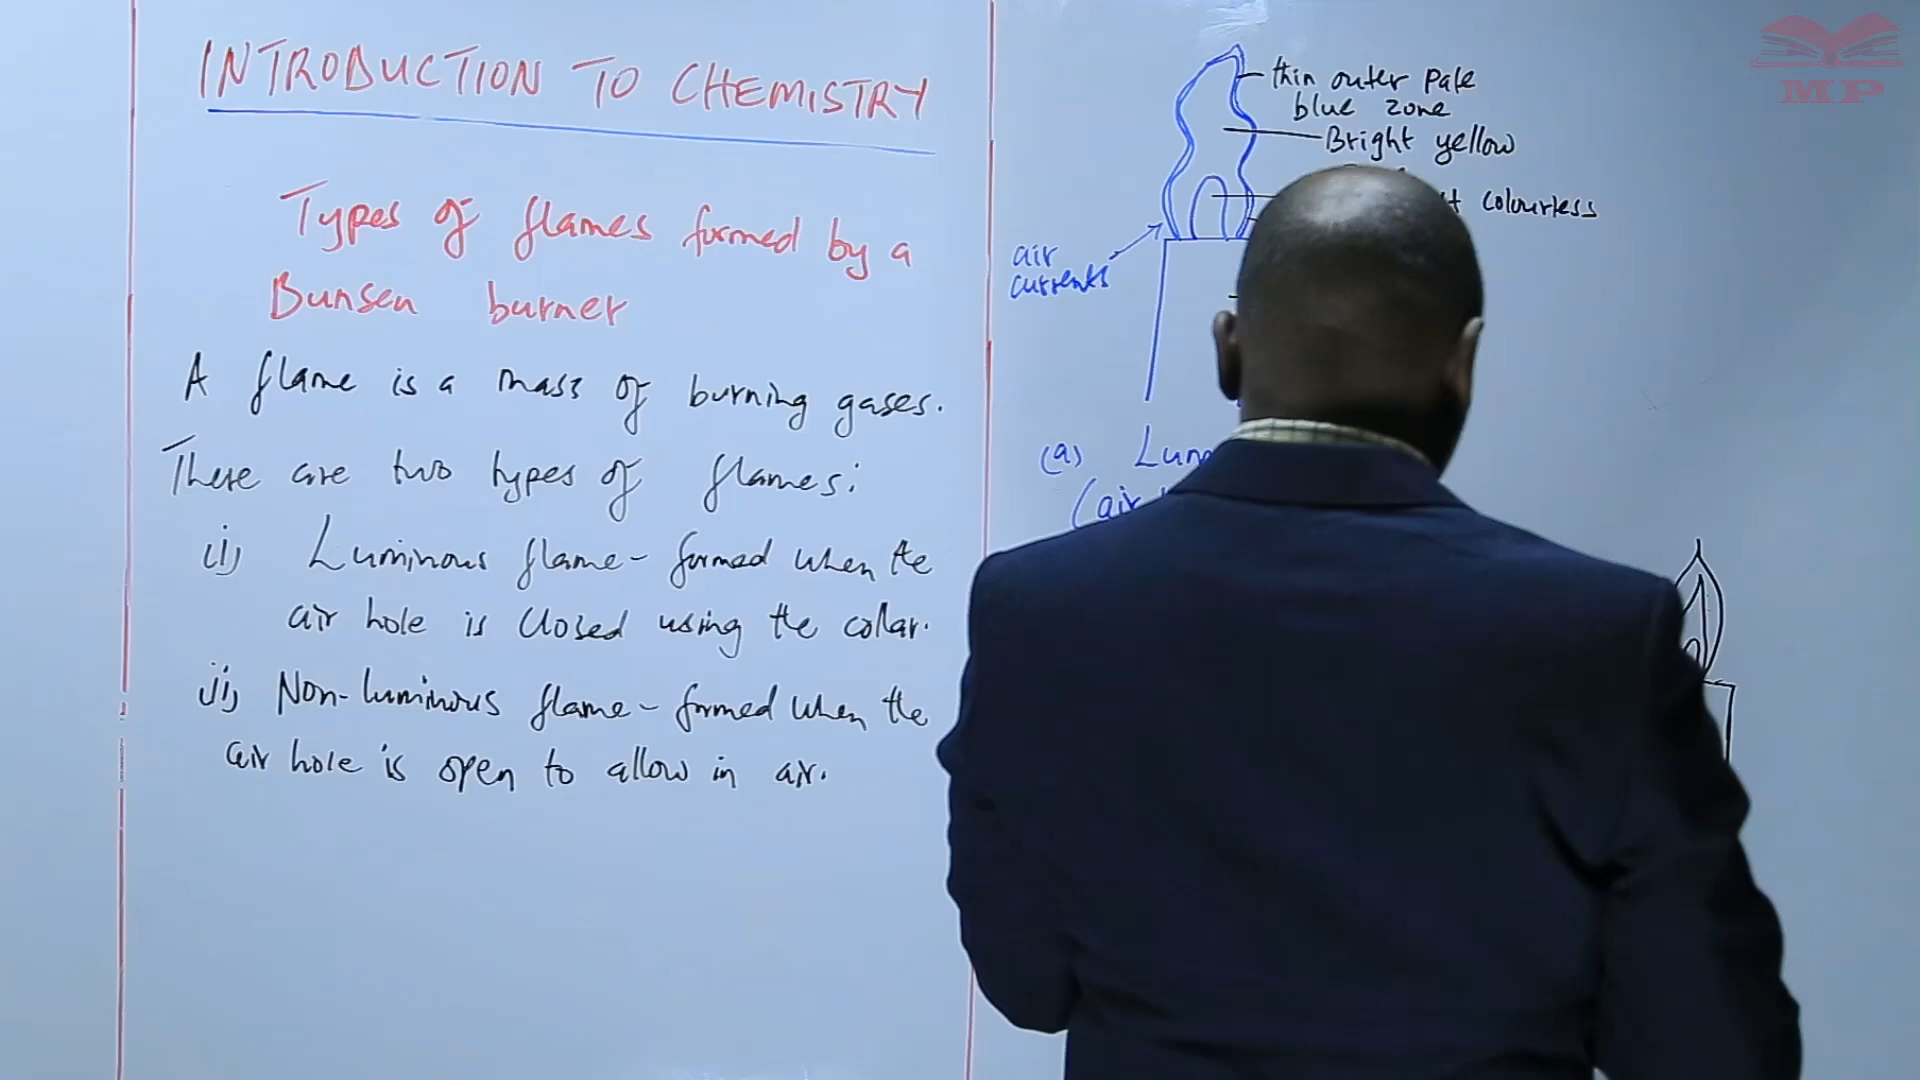 INTRODUCTION TO CHEMISTRY
Types of flames formed by a
Bunsen burner
A flame is a mass of burning gases.
There are two types of flames:
(i) Luminous flame - formed when the
air hole is closed using the collar.
ii) Non-luminous flame - formed when the
air hole is open to allow in air.
thin outer pale
blue zone
Bright yellow
colourless
air
currents
(a)
(air
MP